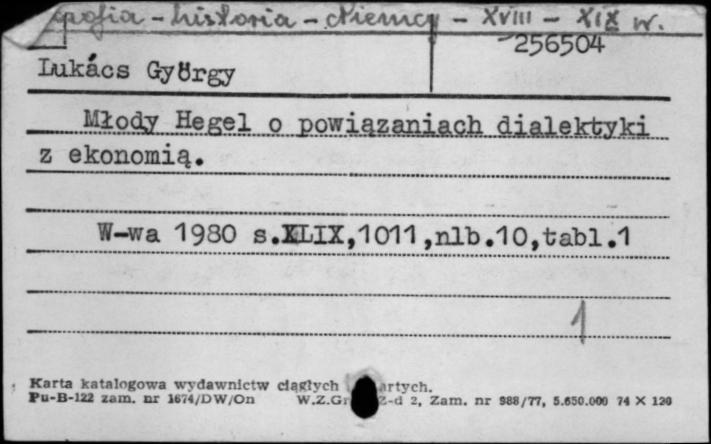 – historia – Niemcy – XVIII – XIX w.
256504
Lukács György
Młody Hegel o powiązaniach dialektyki
z ekonomią.
W-wa 1980 s.XLIX,1011,nlb.10,tabl.1
1
Karta katalogowa wydawnictw ciągłych
Pu-B-122 zam. nr 1674/DW/On W.Z.Gr Z-d 2, Zam. nr 988/77, 5.650.000 74 X 120